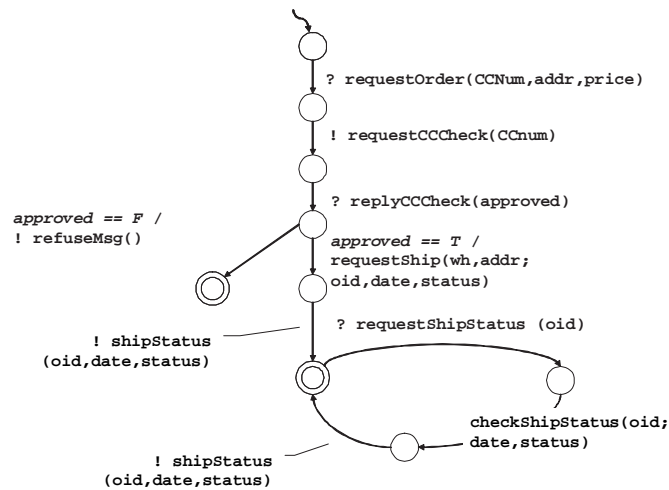 ? requestOrder(CCNum,addr,price)
! requestCCCheck(CCnum)
? replyCCCheck(approved)
approved == F /
! refuseMsg()
approved == T /
requestShip(wh,addr;
oid,date,status)
! shipStatus
(oid,date,status)
? requestShipStatus (oid)
checkShipStatus(oid;
date,status)
! shipStatus
(oid,date,status)